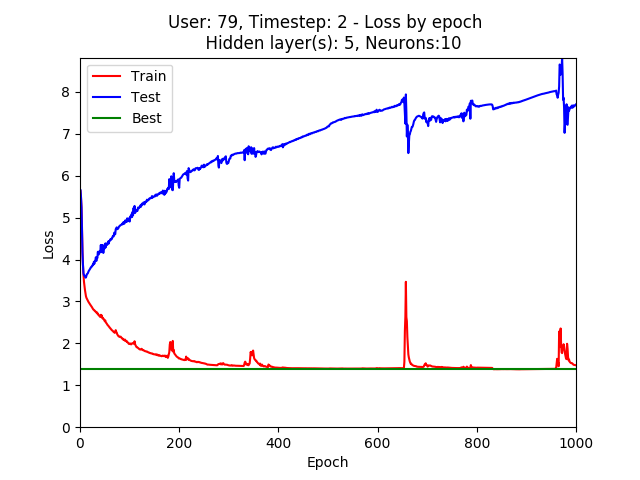 User: 79, Timestep: 2 - Loss by epoch
Hidden layer(s): 5, Neurons:10
Train
Test
Best
8
7
6
5
4
3
2
1
0
Loss
0
200
400
600
800
1000
Epoch